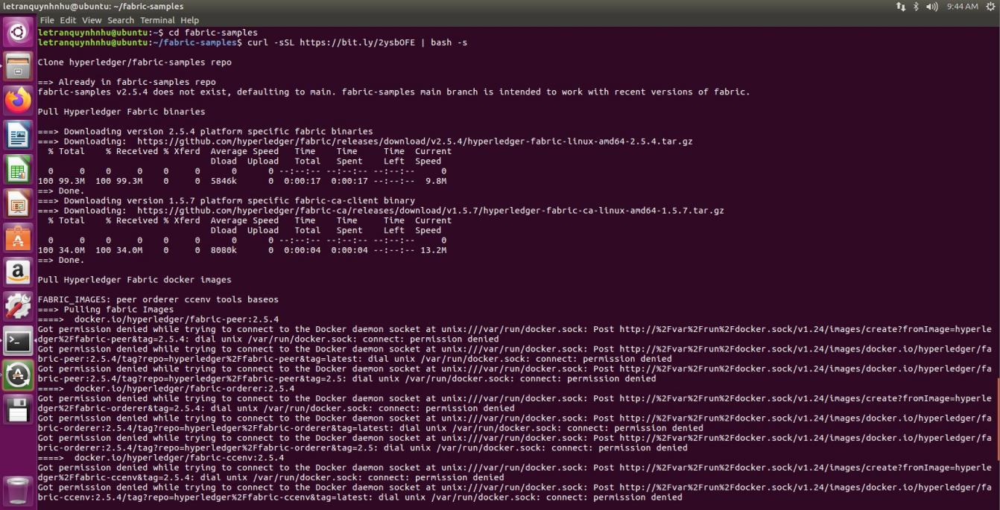 letranquynhnhu@ubuntu: ~/fabric-samples
9:44 AM
File Edit View Search Terminal Help
letranquynhnhu@ubuntu:~$ cd fabric-samples
letranquynhnhu@ubuntu:~/fabric-samples$ curl -sSL https://bit.ly/2ysbOFE | bash -s
Clone hyperledger/fabric-samples repo
==> Already in fabric-samples repo
fabric-samples v2.5.4 does not exist, defaulting to main. fabric-samples main branch is intended to work with recent versions of fabric.
Pull Hyperledger Fabric binaries
===> Downloading version 2.5.4 platform specific fabric binaries
===> Downloading:  https://github.com/hyperledger/fabric/releases/download/v2.5.4/hyperledger-fabric-linux-amd64-2.5.4.tar.gz
  % Total    % Received % Xferd  Average Speed   Time    Time     Time  Current
                                 Dload  Upload   Total   Spent    Left  Speed
  0     0    0     0    0     0      0      0 --:--:-- --:--:-- --:--:--     0
100 99.3M  100 99.3M    0     0  5846k      0  0:00:17  0:00:17 --:--:--  9.8M
==> Done.
===> Downloading version 1.5.7 platform specific fabric-ca-client binary
===> Downloading:  https://github.com/hyperledger/fabric-ca/releases/download/v1.5.7/hyperledger-fabric-ca-linux-amd64-1.5.7.tar.gz
  % Total    % Received % Xferd  Average Speed   Time    Time     Time  Current
                                 Dload  Upload   Total   Spent    Left  Speed
  0     0    0     0    0     0      0      0 --:--:-- --:--:-- --:--:--     0
100 34.0M  100 34.0M    0     0  8080k      0  0:00:04  0:00:04 --:--:-- 13.2M
==> Done.
Pull Hyperledger Fabric docker images
FABRIC_IMAGES: peer orderer ccenv tools baseos
===> Pulling fabric Images
====>  docker.io/hyperledger/fabric-peer:2.5.4
Got permission denied while trying to connect to the Docker daemon socket at unix:///var/run/docker.sock: Post http://%2Fvar%2Frun%2Fdocker.sock/v1.24/images/create?fromImage=hyperle
dger%2Ffabric-peer&tag=2.5.4: dial unix /var/run/docker.sock: connect: permission denied
Got permission denied while trying to connect to the Docker daemon socket at unix:///var/run/docker.sock: Post http://%2Fvar%2Frun%2Fdocker.sock/v1.24/images/docker.io/hyperledger/fa
bric-peer:2.5.4/tag?repo=hyperledger%2Ffabric-peer&tag=latest: dial unix /var/run/docker.sock: connect: permission denied
Got permission denied while trying to connect to the Docker daemon socket at unix:///var/run/docker.sock: Post http://%2Fvar%2Frun%2Fdocker.sock/v1.24/images/docker.io/hyperledger/fa
bric-peer:2.5.4/tag?repo=hyperledger%2Ffabric-peer&tag=2.5: dial unix /var/run/docker.sock: connect: permission denied
====>  docker.io/hyperledger/fabric-orderer:2.5.4
Got permission denied while trying to connect to the Docker daemon socket at unix:///var/run/docker.sock: Post http://%2Fvar%2Frun%2Fdocker.sock/v1.24/images/create?fromImage=hyperle
dger%2Ffabric-orderer&tag=2.5.4: dial unix /var/run/docker.sock: connect: permission denied
Got permission denied while trying to connect to the Docker daemon socket at unix:///var/run/docker.sock: Post http://%2Fvar%2Frun%2Fdocker.sock/v1.24/images/docker.io/hyperledger/fa
bric-orderer:2.5.4/tag?repo=hyperledger%2Ffabric-orderer&tag=latest: dial unix /var/run/docker.sock: connect: permission denied
Got permission denied while trying to connect to the Docker daemon socket at unix:///var/run/docker.sock: Post http://%2Fvar%2Frun%2Fdocker.sock/v1.24/images/docker.io/hyperledger/fa
bric-orderer:2.5.4/tag?repo=hyperledger%2Ffabric-orderer&tag=2.5: dial unix /var/run/docker.sock: connect: permission denied
====>  docker.io/hyperledger/fabric-ccenv:2.5.4
Got permission denied while trying to connect to the Docker daemon socket at unix:///var/run/docker.sock: Post http://%2Fvar%2Frun%2Fdocker.sock/v1.24/images/create?fromImage=hyperle
dger%2Ffabric-ccenv&tag=2.5.4: dial unix /var/run/docker.sock: connect: permission denied
Got permission denied while trying to connect to the Docker daemon socket at unix:///var/run/docker.sock: Post http://%2Fvar%2Frun%2Fdocker.sock/v1.24/images/docker.io/hyperledger/fa
bric-ccenv:2.5.4/tag?repo=hyperledger%2Ffabric-ccenv&tag=latest: dial unix /var/run/docker.sock: connect: permission denied